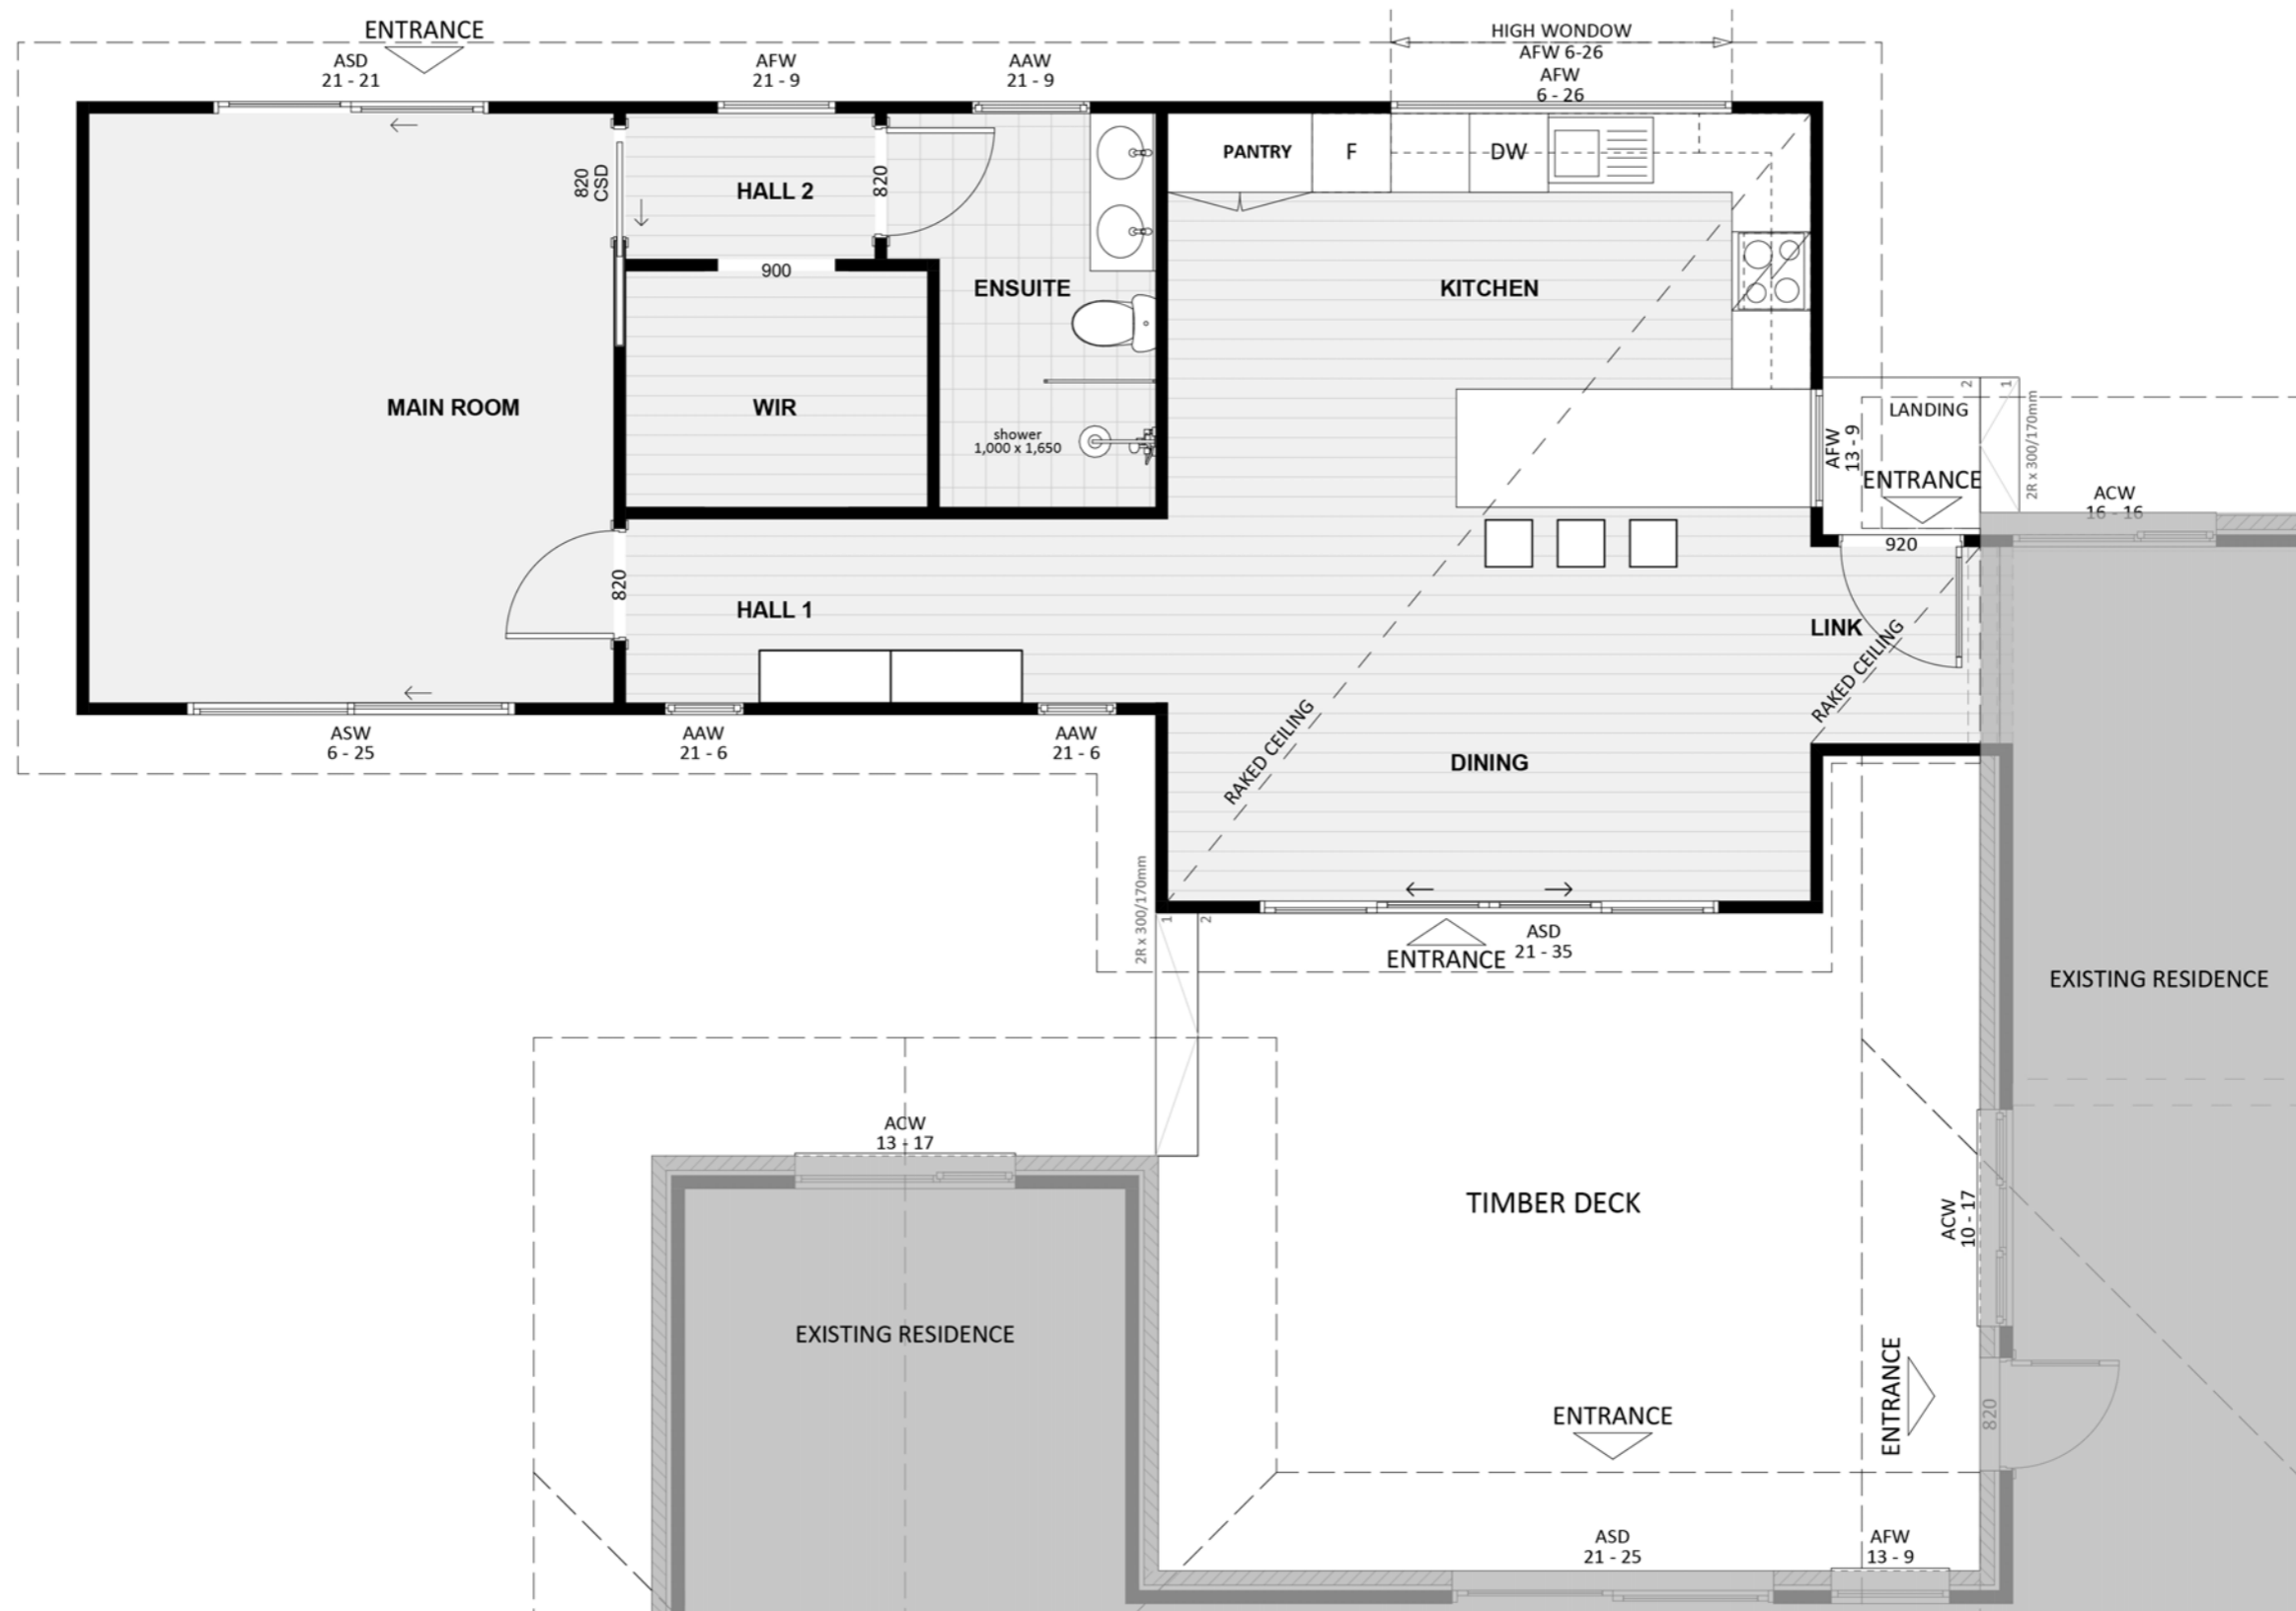 ENTRANCE
HIGH WONDOW
AFW 6-26
ASD
21 - 21
AFW
21 - 9
AAW
21 - 9
AFW
6 - 26
820
CSD
HALL 2
820
PANTRY
F
DW
900
ENSUITE
KITCHEN
MAIN ROOM
WIR
shower
1,000 x 1,650
2
1
LANDING
2R x 300/170mm
AFW
13 - 9
ENTRANCE
ACW
16 - 16
920
820
HALL 1
LINK
RAKED CEILING
RAKED CEILING
DINING
ASW
6 - 25
AAW
21 - 6
AAW
21 - 6
2R x 300/170mm
1
2
ENTRANCE
ASD
21 - 35
EXISTING RESIDENCE
ACW
13 - 17
TIMBER DECK
ACW
10 - 17
EXISTING RESIDENCE
ENTRANCE
820
ENTRANCE
ASD
21 - 25
AFW
13 - 9